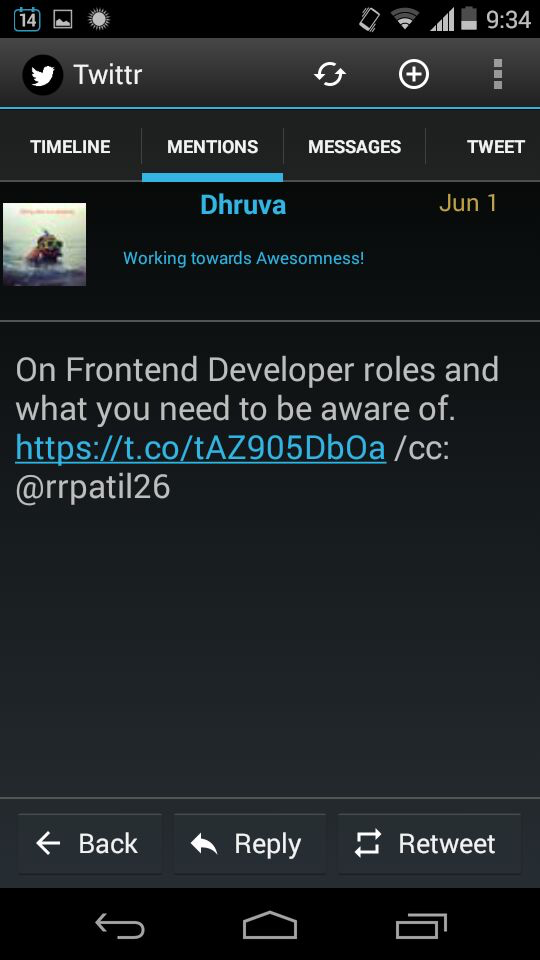 14
9:34
Twittr
TIMELINE
MENTIONS
MESSAGES
TWEET
Dhruva
Jun 1
Working towards Awesomness!
On Frontend Developer roles and
what you need to be aware of.
https://t.co/tAZ905DbOa /cc:
@rrpatil26
Back
Reply
Retweet